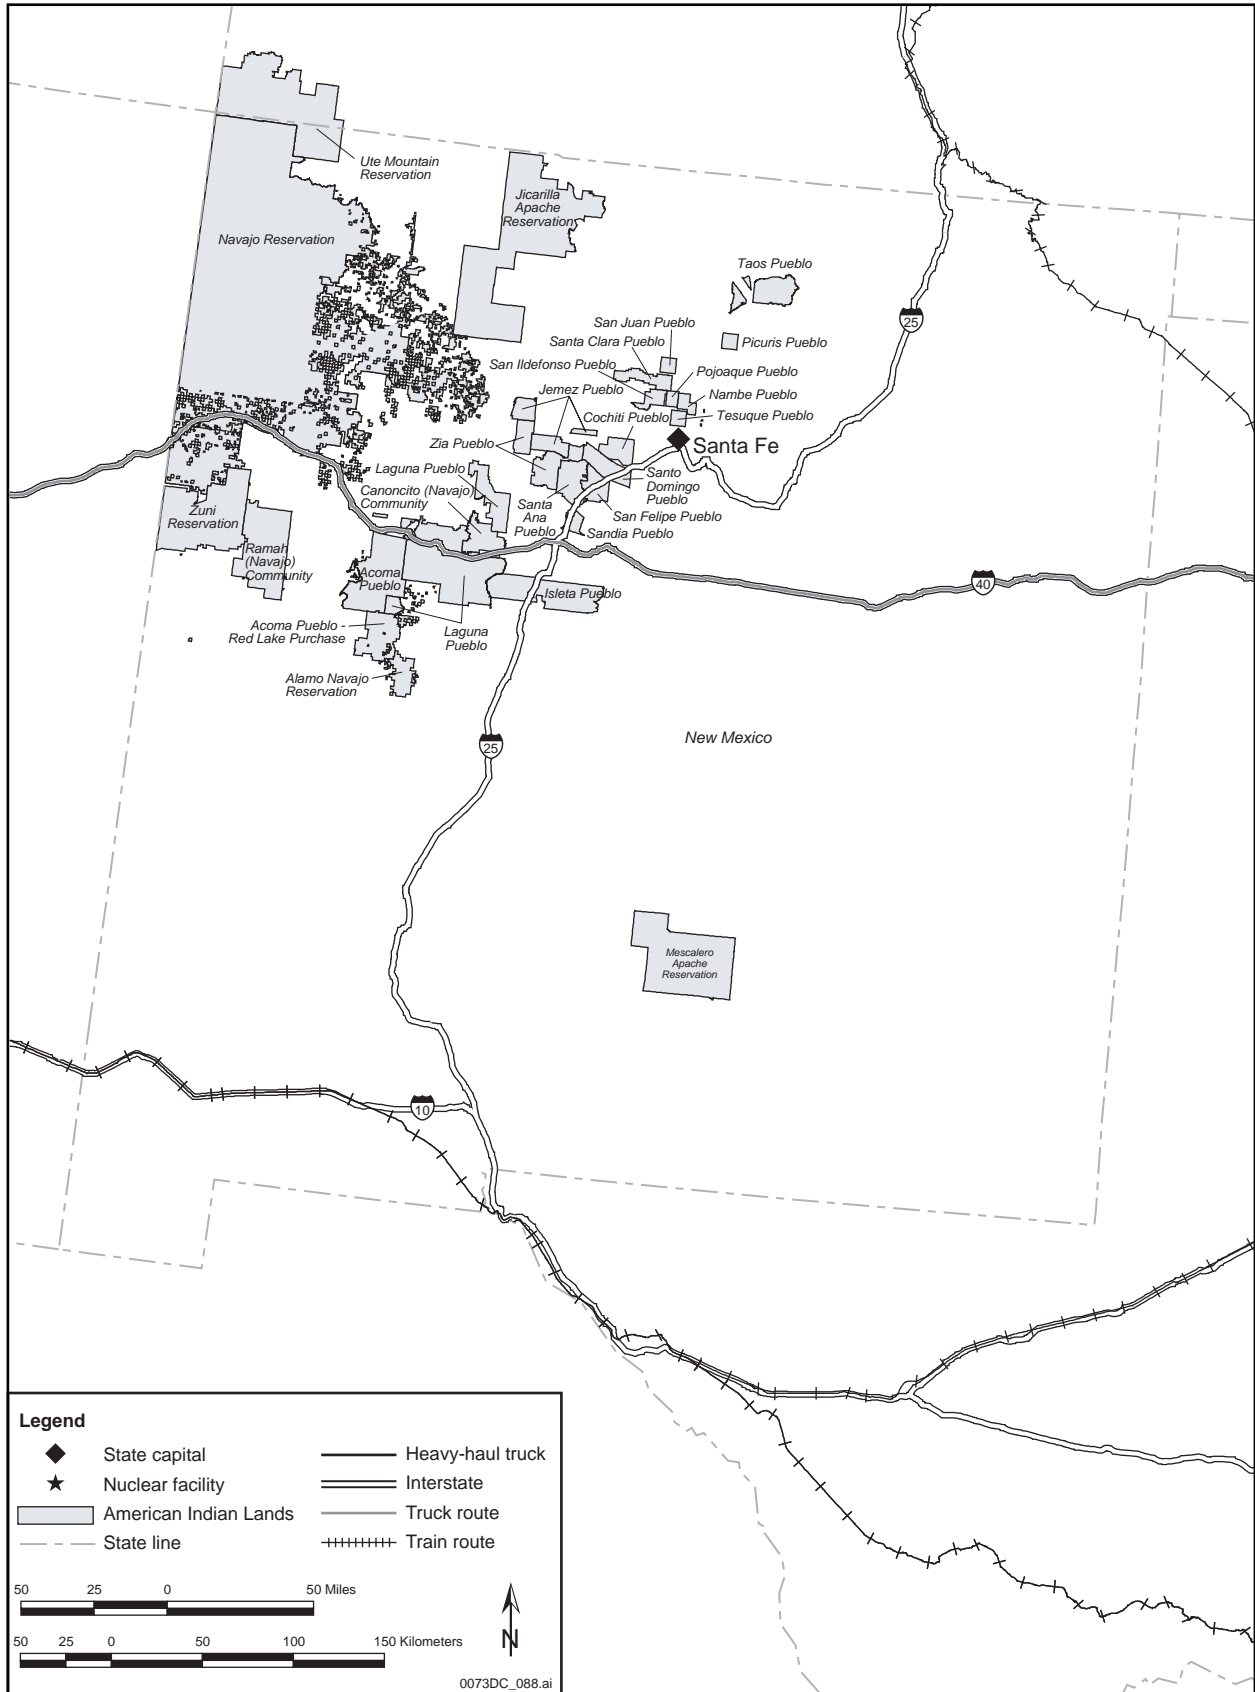 Ute Mountain
Reservation
Jicarilla
Apache
Reservation
Navajo Reservation
Taos Pueblo
25
San Juan Pueblo
Santa Clara Pueblo
Picuris Pueblo
San Ildefonso Pueblo
Pojoaque Pueblo
Jemez Pueblo
Nambe Pueblo
Cochiti Pueblo
Tesuque Pueblo
Zia Pueblo
Santa Fe
Laguna Pueblo
Canoncito (Navajo)
Community
Santo
Domingo
Pueblo
Santa
Ana
Pueblo
San Felipe Pueblo
Sandia Pueblo
Zuni
Reservation
Ramah
(Navajo)
Community
Acoma
Pueblo
40
Isleta Pueblo
Acoma Pueblo -
Red Lake Purchase
Laguna
Pueblo
Alamo Navajo
Reservation
25
New Mexico
Mescalero
Apache
Reservation
10
Legend
State capital
Nuclear facility
American Indian Lands
State line
Heavy-haul truck
Interstate
Truck route
Train route
50 25 0 50 Miles
50 25 0 50 100 150 Kilometers
N
0073DC_088.ai